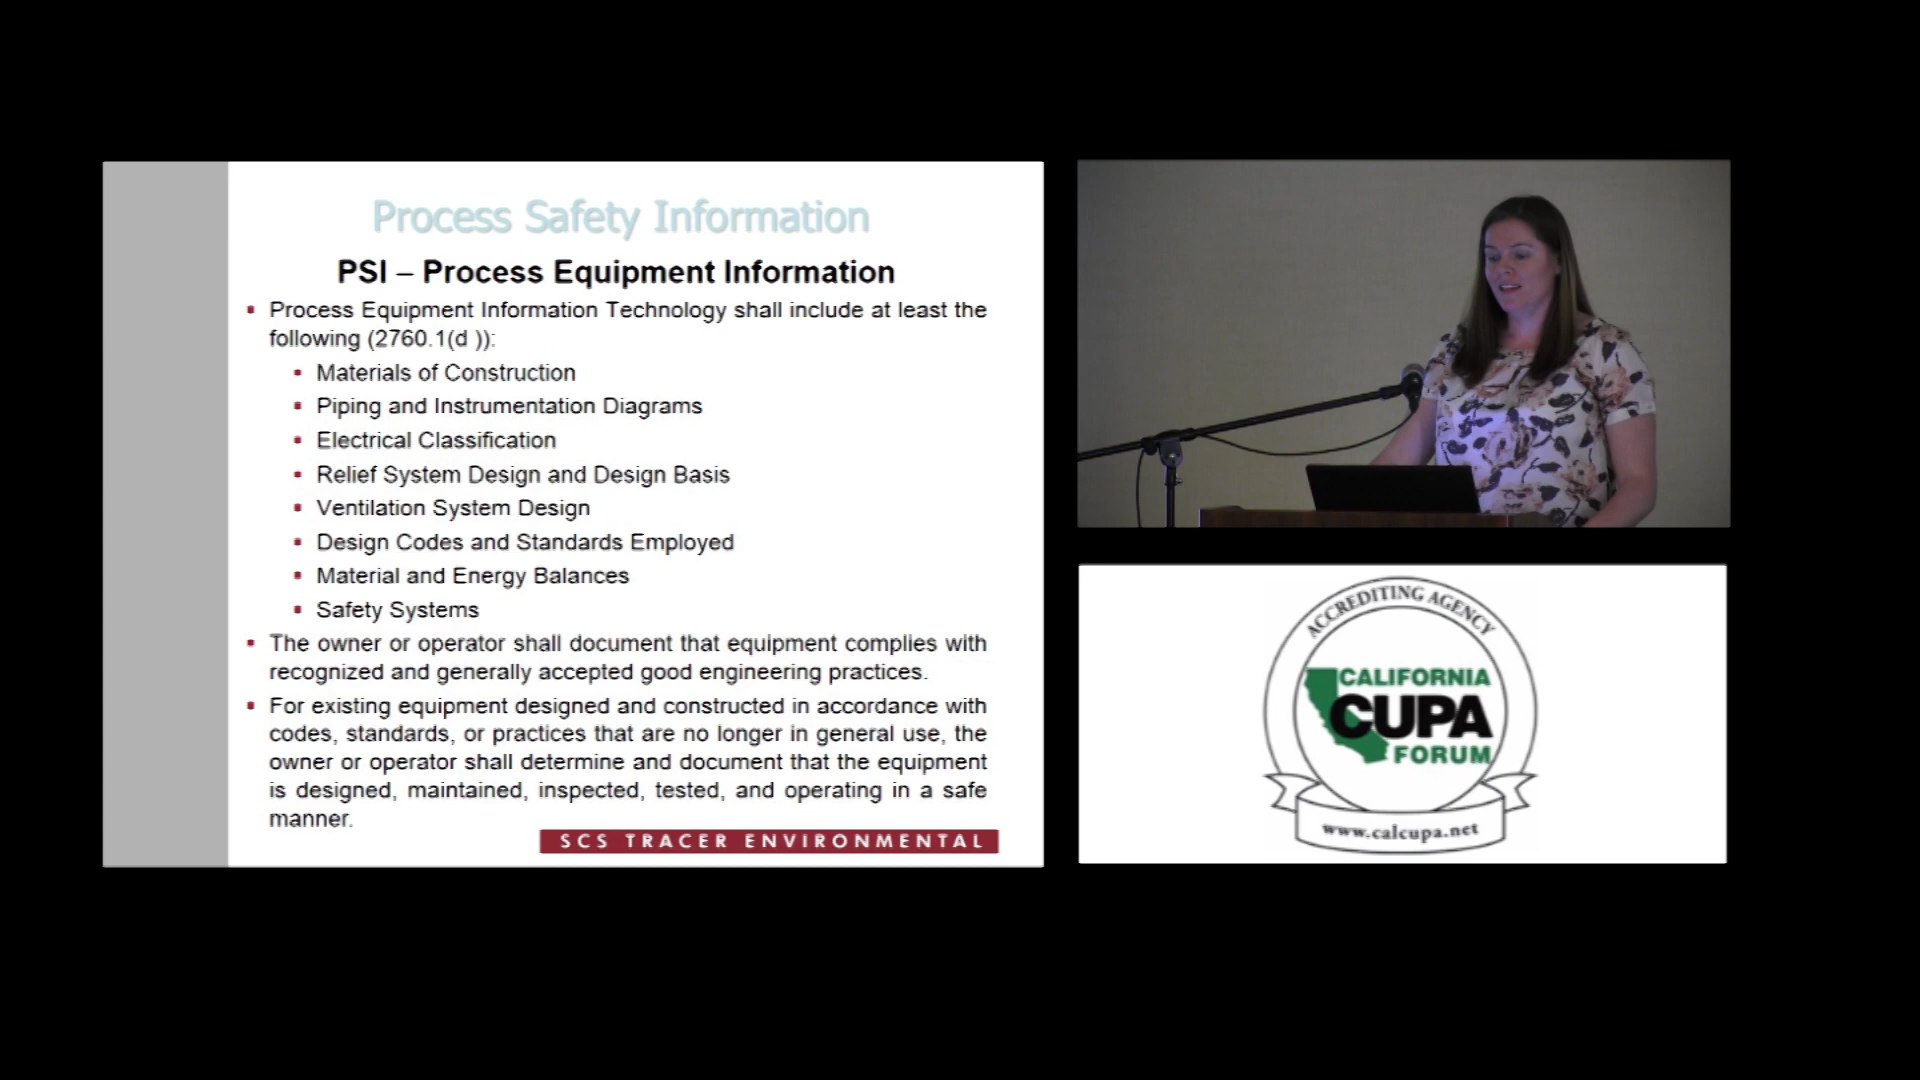 Process Safety Information
PSI – Process Equipment Information
▪ Process Equipment Information Technology shall include at least the
following (2760.1(d )):
▪ Materials of Construction
▪ Piping and Instrumentation Diagrams
▪ Electrical Classification
▪ Relief System Design and Design Basis
▪ Ventilation System Design
▪ Design Codes and Standards Employed
▪ Material and Energy Balances
▪ Safety Systems
▪ The owner or operator shall document that equipment complies with
recognized and generally accepted good engineering practices.
▪ For existing equipment designed and constructed in accordance with
codes, standards, or practices that are no longer in general use, the
owner or operator shall determine and document that the equipment
is designed, maintained, inspected, tested, and operating in a safe
manner.
SCS TRACER ENVIRONMENTAL
ACCREDITING AGENCY
CALIFORNIA
CUPA
FORUM
www.calcupa.net